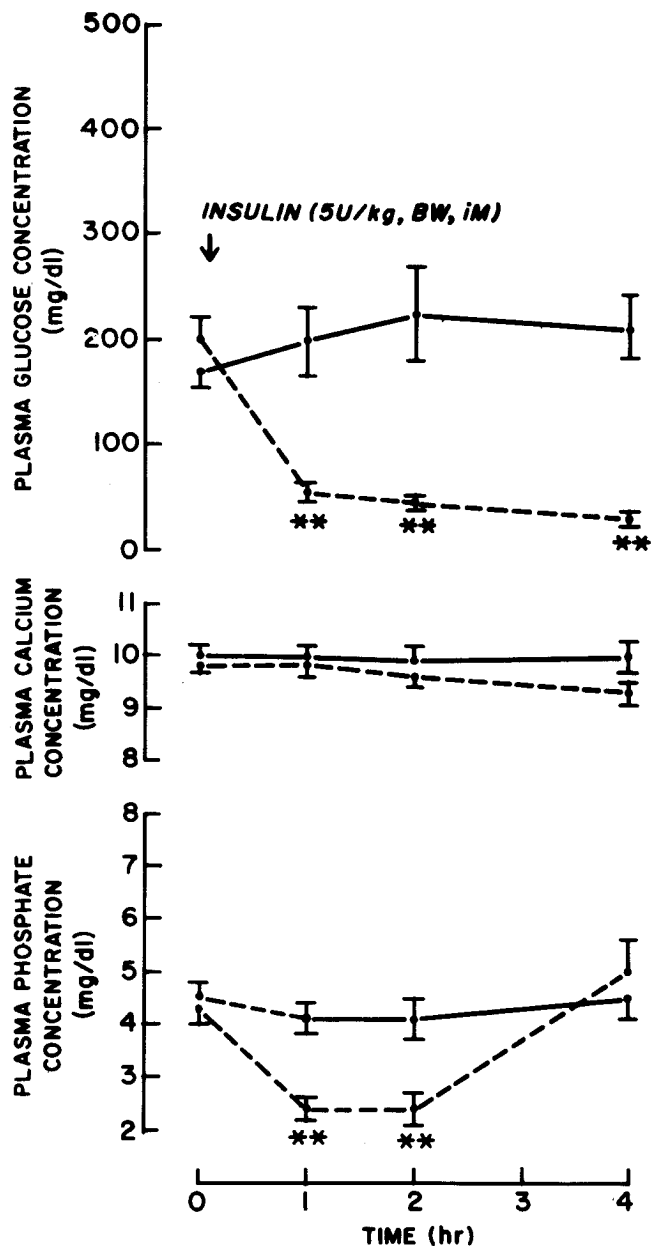 500
400
300
200
100
0
PLASMA GLUCOSE CONCENTRATION
(mg/dl)
INSULIN (5U/kg, BW, iM)
**
**
**
11
10
9
8
PLASMA CALCIUM
CONCENTRATION
(mg/dl)
8
7
6
5
4
3
2
PLASMA PHOSPHATE
CONCENTRATION
(mg/dl)
**
**
0 1 2 3 4
TIME (hr)